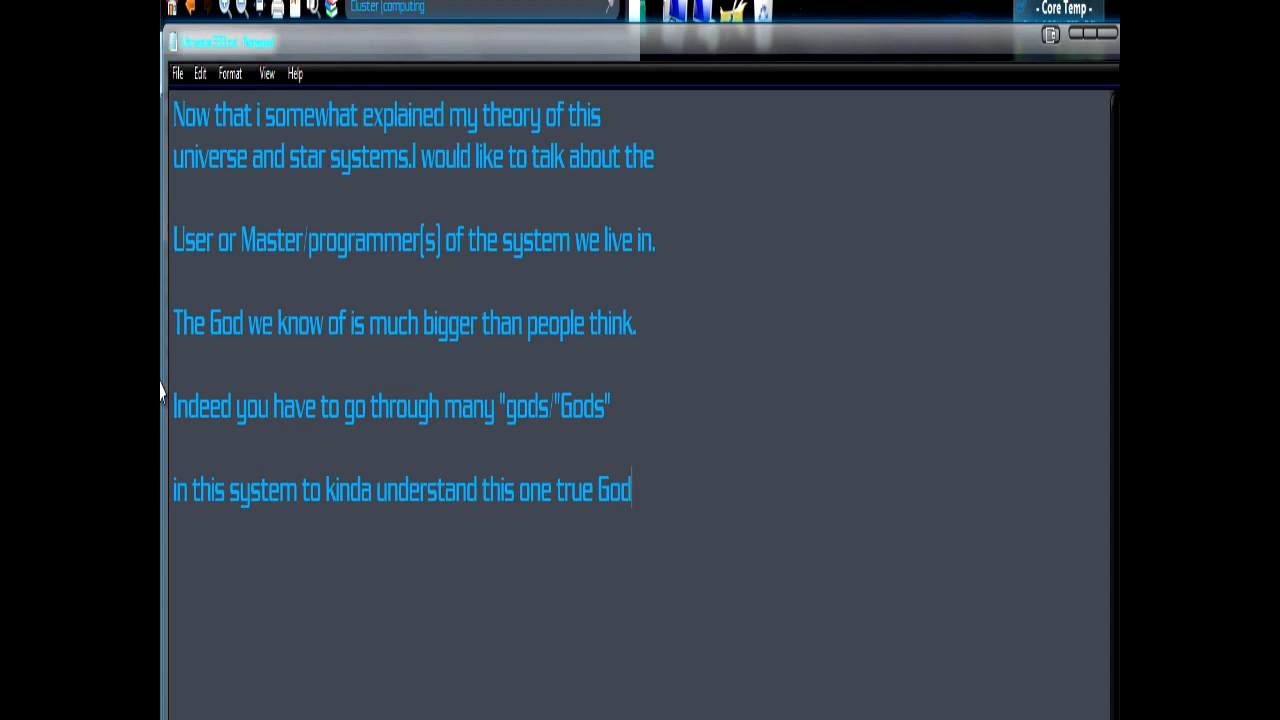 Cluster |computing
- Core Temp -
File Edit Format View Help
Now that i somewhat explained my theory of this
universe and star systems.I would like to talk about the
User or Master/programmer(s) of the system we live in.
The God we know of is much bigger than people think.
Indeed you have to go through many "gods/"Gods"
in this system to kinda understand this one true God